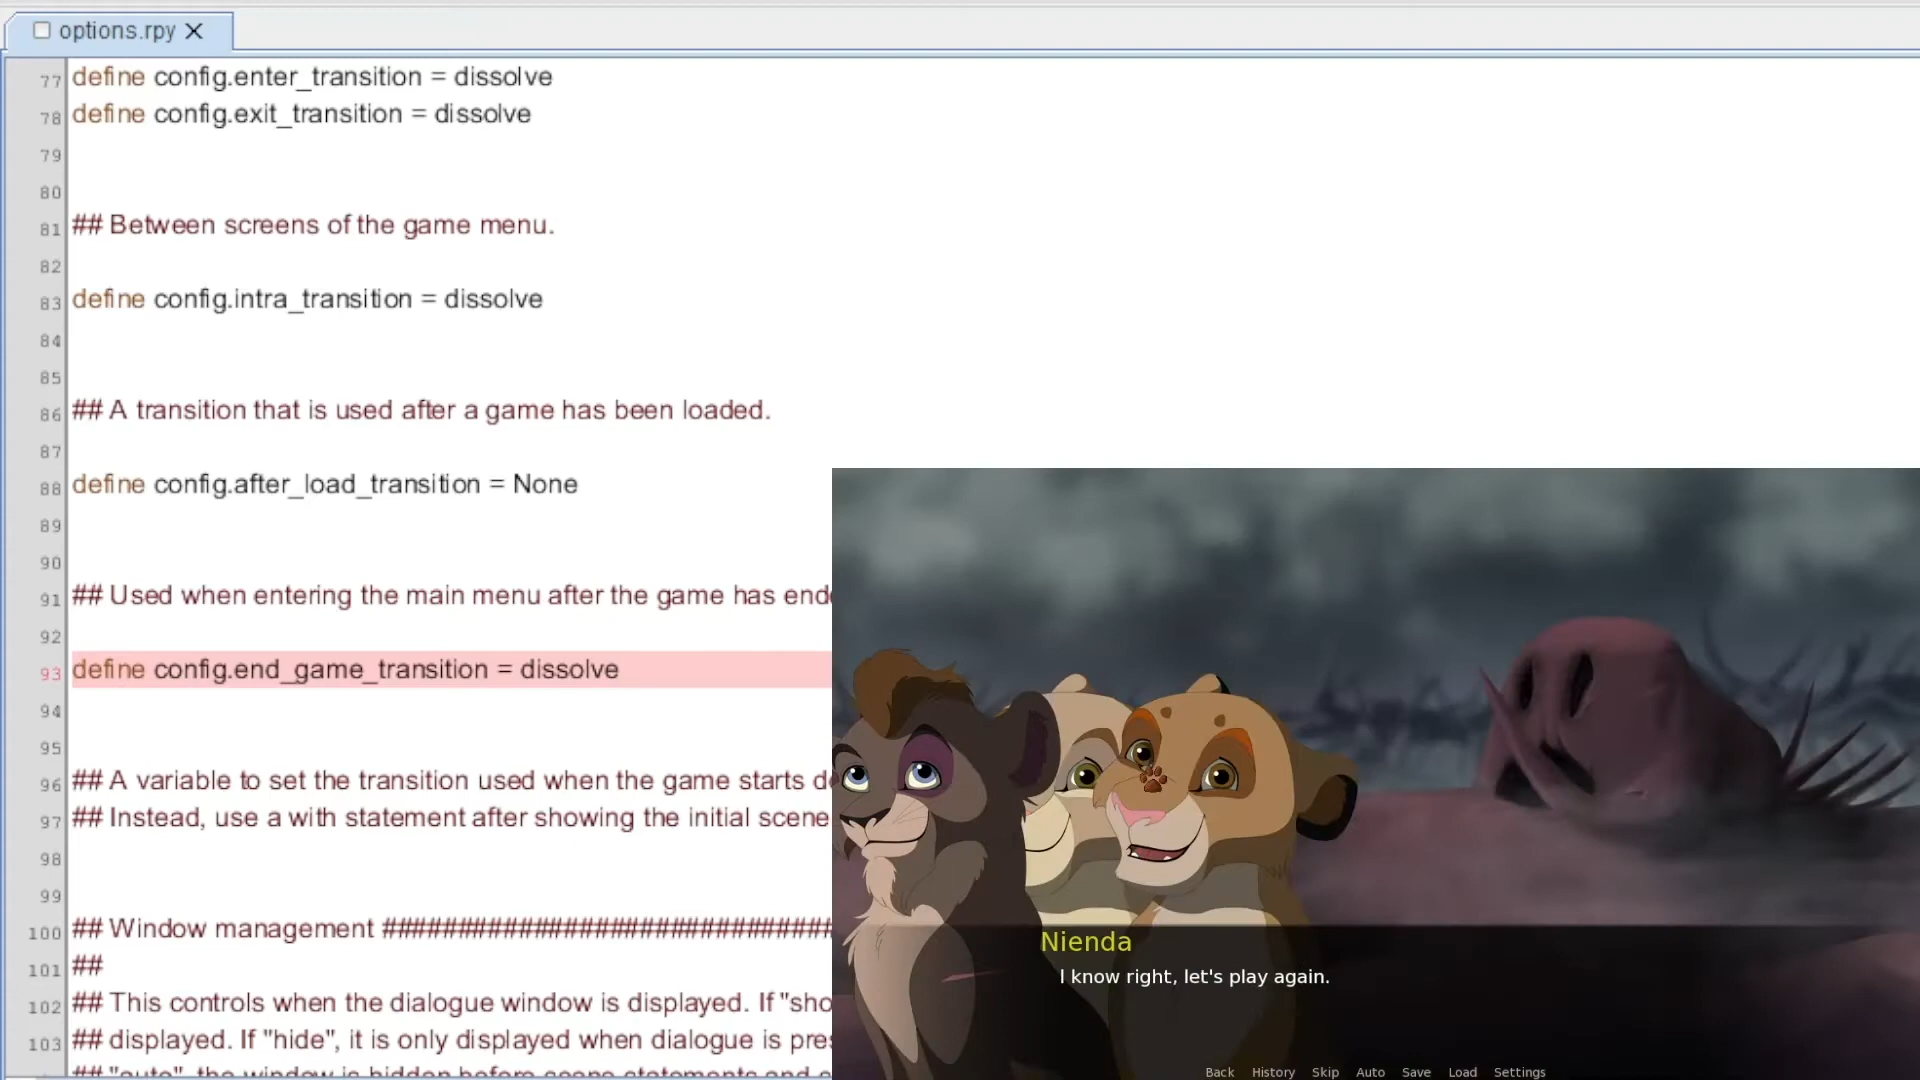 options.rpy
77 define config.enter_transition = dissolve
78 define config.exit_transition = dissolve
79
80
81 ## Between screens of the game menu.
82
83 define config.intra_transition = dissolve
84
85
86 ## A transition that is used after a game has been loaded.
87
88 define config.after_load_transition = None
89
90
91 ## Used when entering the main menu after the game has
92
93 define config.end_game_transition = dissolve
94
95
96 ## A variable to set the transition used when the game starts
97 ## Instead, use a with statement after showing the initial scene
98
99
100 ## Window management ##############################
101 ##
102 ## This controls when the dialogue window is displayed. If "sho
103 ## displayed. If "hide", it is only displayed when dialogue is
Nienda
I know right, let's play again.
Back History Skip Auto Save Load Settings